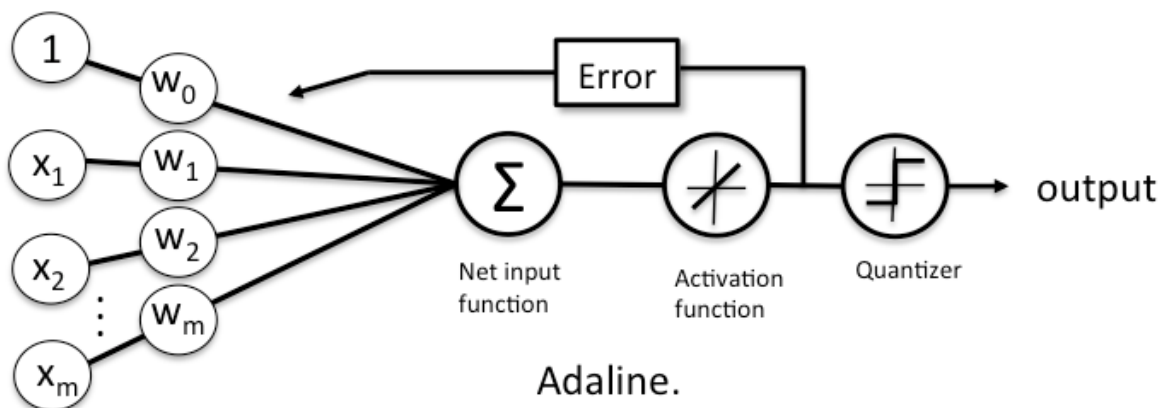 1
w₀
Error
x₁
w₁
Σ
output
x₂
w₂
Net input
function
Activation
function
Quantizer
⋮
wₘ
xₘ
Adaline.